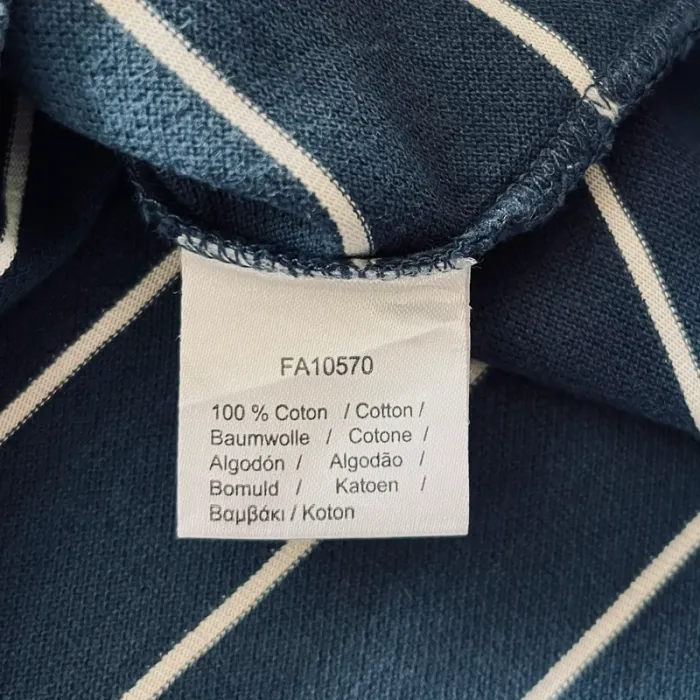 FA10570
100 % Coton / Cotton /
Baumwolle / Cotone /
Algodón / Algodão /
Bomuld / Katoen /
Βαμβάκι / Koton